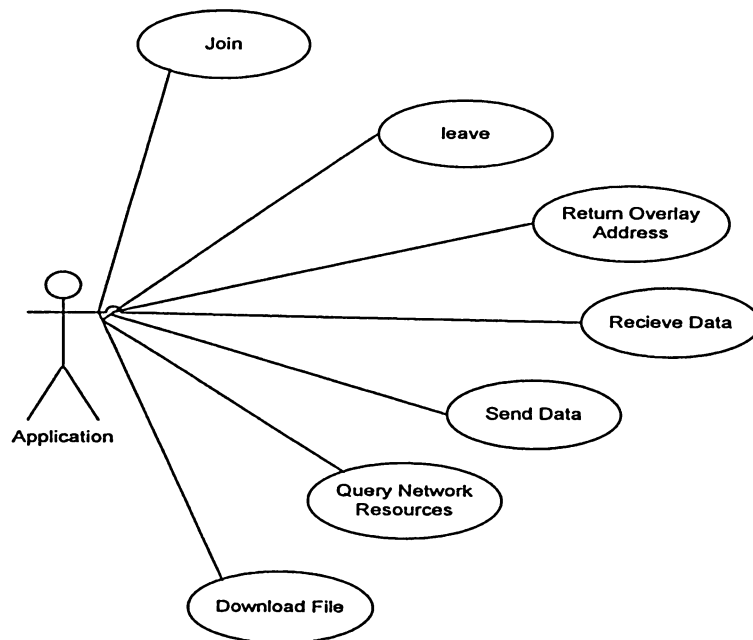 Join
leave
Return Overlay
Address
Recieve Data
Send Data
Application
Query Network
Resources
Download File